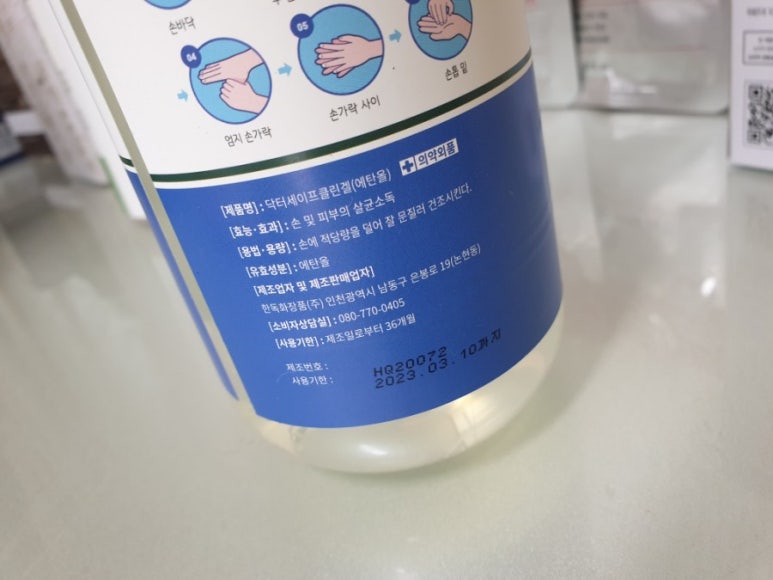 손바닥
04
05
엄지 손가락
손가락 사이
손톱 밑
[제품명] : 닥터세이프클린겔(에탄올)
의약외품
[효능·효과] : 손 및 피부의 살균소독
[용법·용량] : 손에 적당량을 덜어 잘 문질러 건조시킨다.
[유효성분] : 에탄올
[제조업자 및 제조판매업자]
한독화장품(주) 인천광역시 남동구 은봉로 19(논현동)
[소비자상담실] : 080-770-0405
[사용기한] : 제조일로부터 36개월
제조번호 : HQ20072
사용기한 : 2023.03.10까지